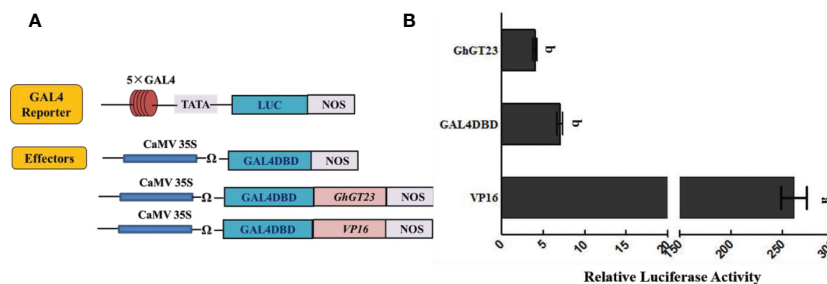 A
5×GAL4
GAL4
Reporter
TATA
LUC
NOS
CaMV 35S
Effectors
Ω
GAL4DBD
NOS
CaMV 35S
Ω
GAL4DBD
GhGT23
NOS
CaMV 35S
Ω
GAL4DBD
VP16
NOS
B
GhGT23
b
GAL4DBD
b
VP16
a
0
5
10
15
20
150
200
250
300
Relative Luciferase Activity